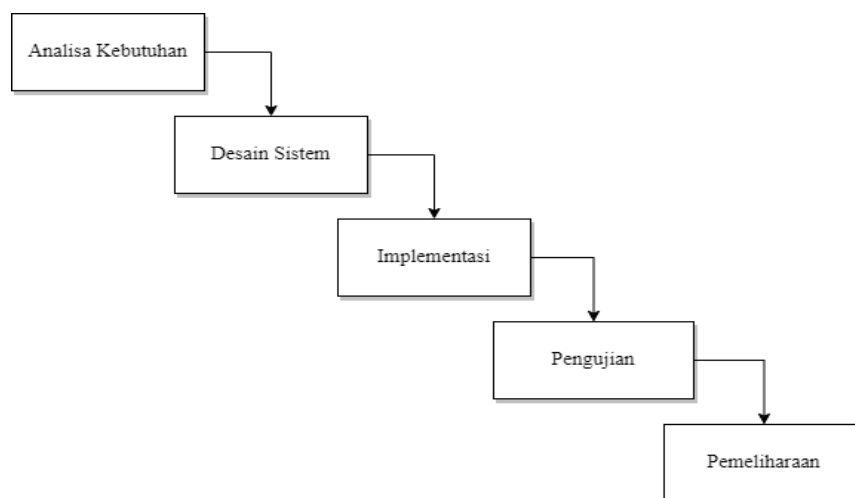 Analisa Kebutuhan
Desain Sistem
Implementasi
Pengujian
Pemeliharaan